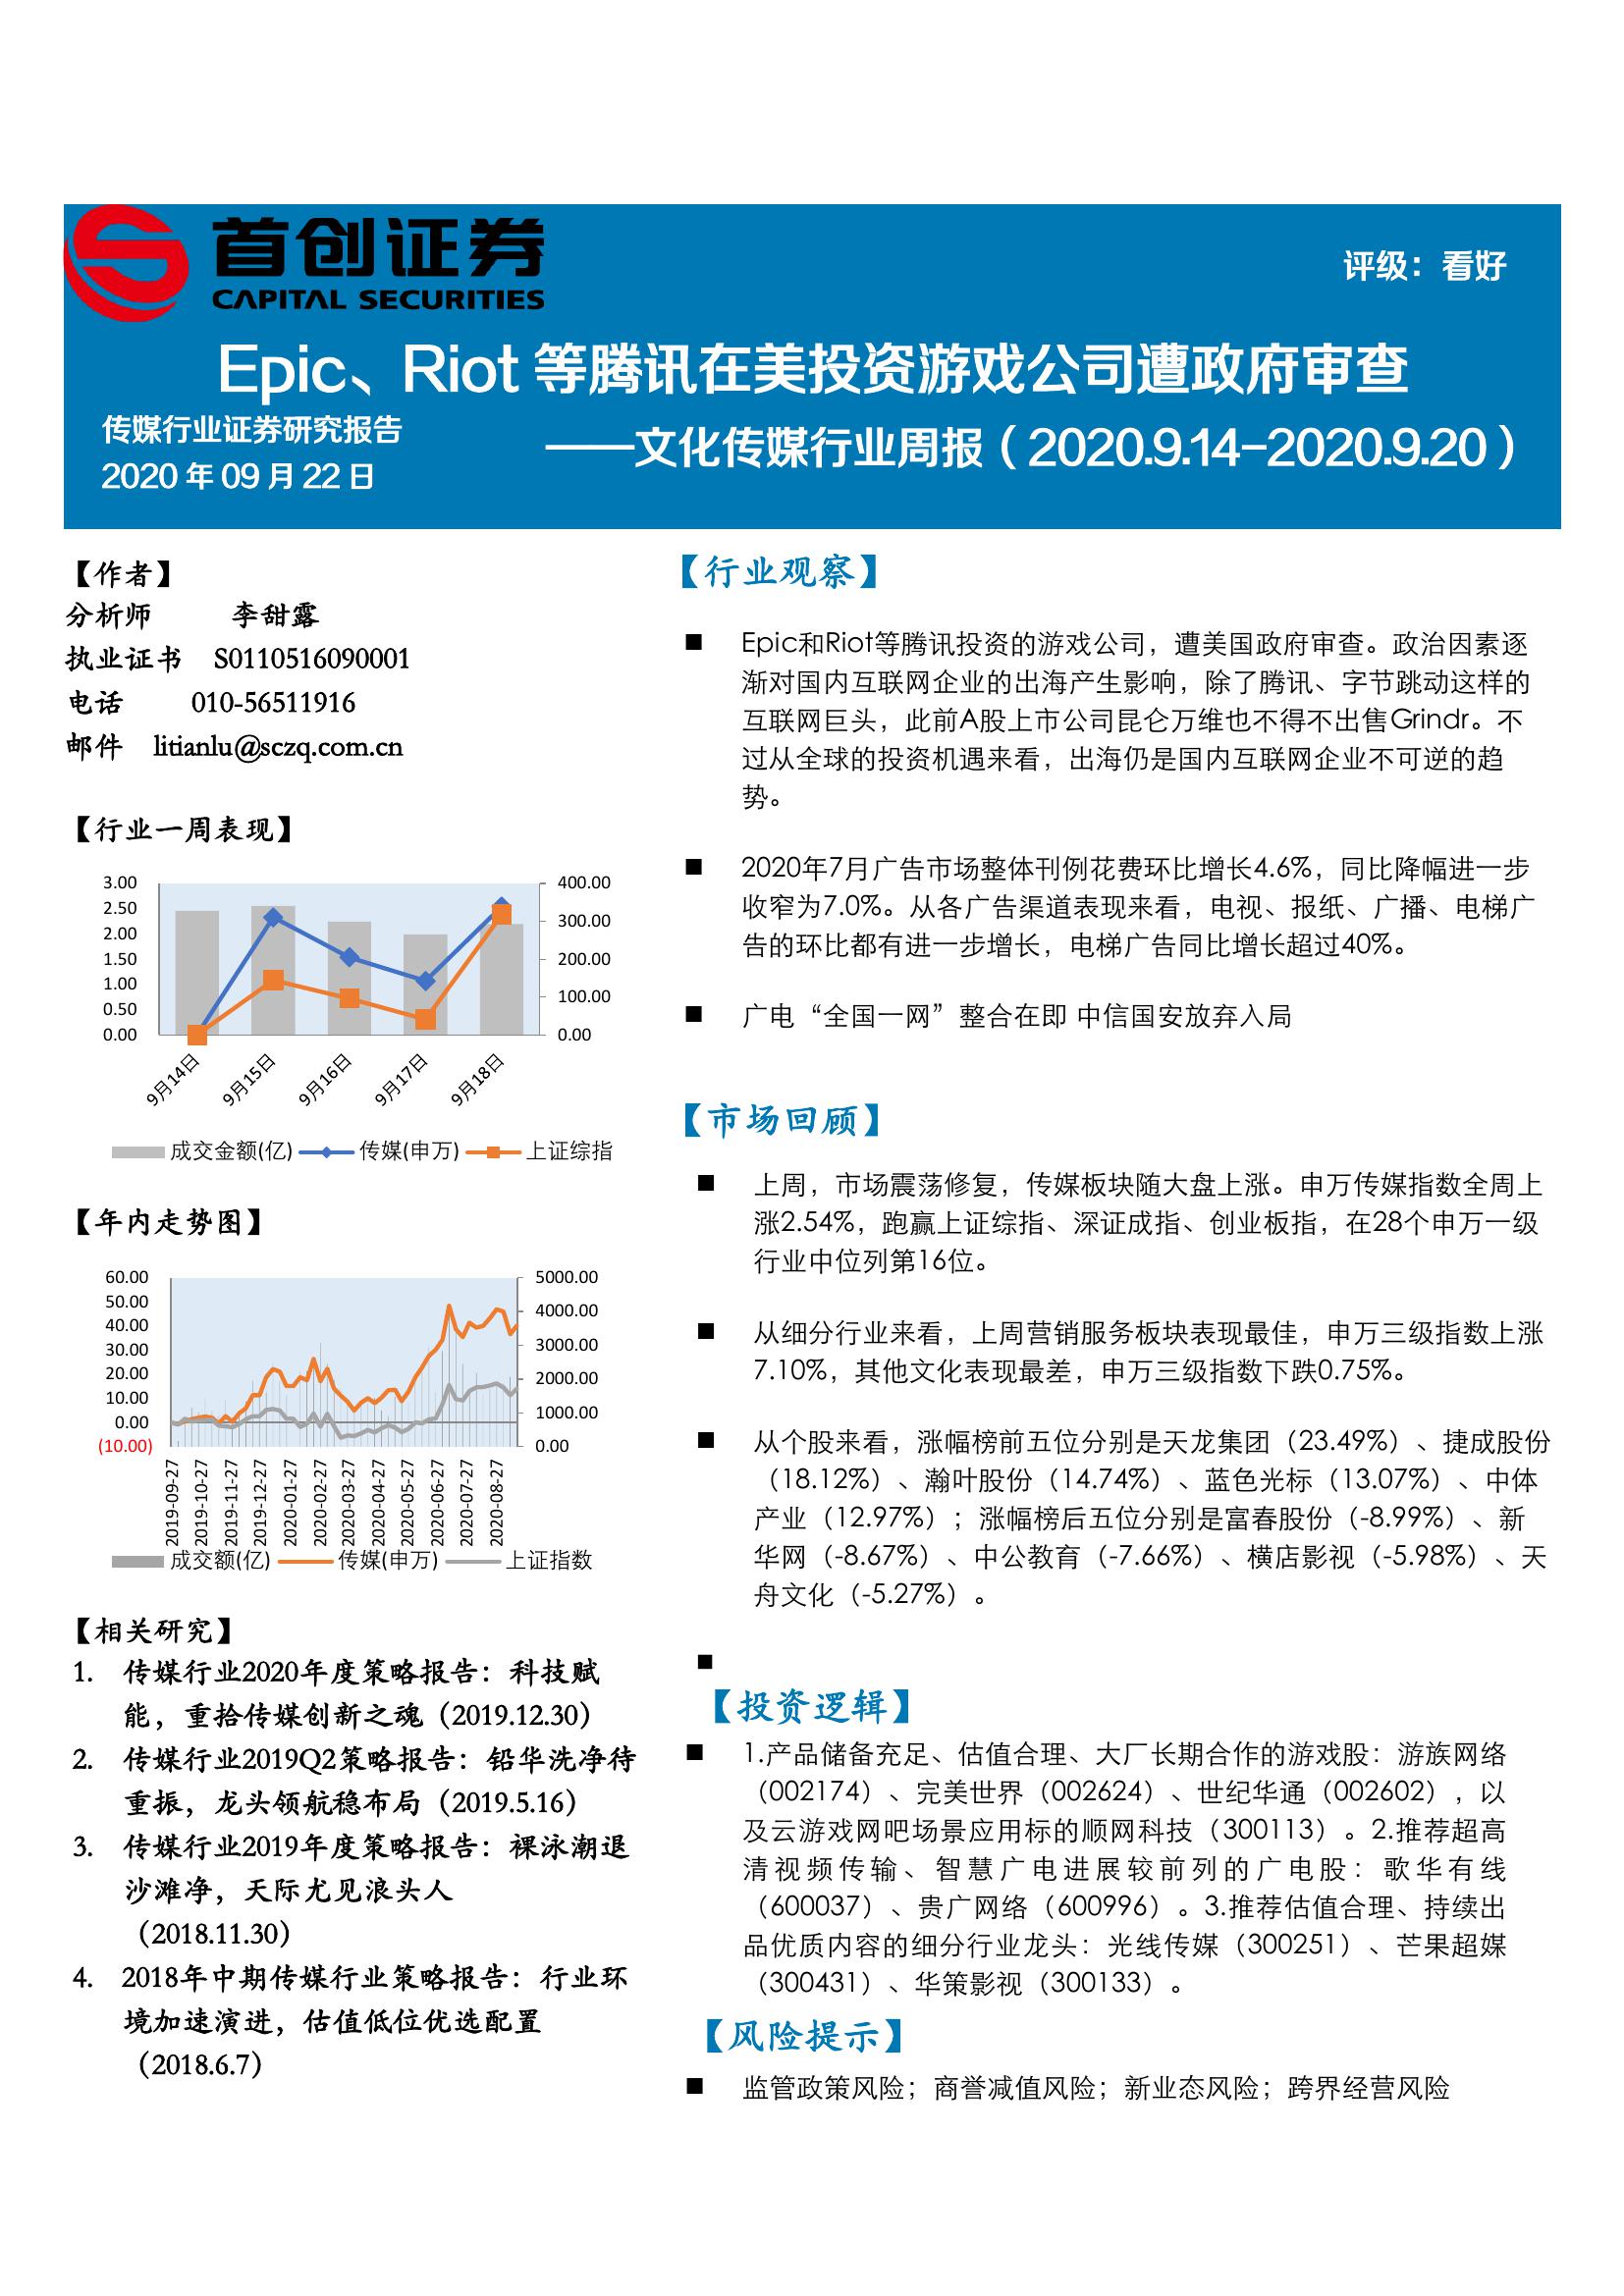 首创证券
CAPITAL SECURITIES
评级：看好
Epic、Riot 等腾讯在美投资游戏公司遭政府审查
传媒行业证券研究报告
——文化传媒行业周报（2020.9.14-2020.9.20）
2020 年 09 月 22 日
【作者】
分析师 李甜露
执业证书 S0110516090001
电话 010-56511916
邮件 litianlu@sczq.com.cn
【行业一周表现】
3.00 400.00
2.50
2.00 300.00
1.50 200.00
1.00
0.50 100.00
0.00 0.00
9月14日 9月15日 9月16日 9月17日 9月18日
成交金额(亿) 传媒(申万) 上证综指
【年内走势图】
60.00 5000.00
50.00
40.00 4000.00
30.00 3000.00
20.00 2000.00
10.00
0.00 1000.00
(10.00) 0.00
2019-09-27 2019-10-27 2019-11-27 2019-12-27 2020-01-27 2020-02-27 2020-03-27 2020-04-27 2020-05-27 2020-06-27 2020-07-27 2020-08-27
成交额(亿) 传媒(申万) 上证指数
【相关研究】
1. 传媒行业2020年度策略报告：科技赋
能，重拾传媒创新之魂（2019.12.30）
2. 传媒行业2019Q2策略报告：铅华洗净待
重振，龙头领航稳布局（2019.5.16）
3. 传媒行业2019年度策略报告：裸泳潮退
沙滩净，天际尤见浪头人
（2018.11.30）
4. 2018年中期传媒行业策略报告：行业环
境加速演进，估值低位优选配置
（2018.6.7）
【行业观察】
■ Epic和Riot等腾讯投资的游戏公司，遭美国政府审查。政治因素逐
渐对国内互联网企业的出海产生影响，除了腾讯、字节跳动这样的
互联网巨头，此前A股上市公司昆仑万维也不得不出售Grindr。不
过从全球的投资机遇来看，出海仍是国内互联网企业不可逆的趋
势。
■ 2020年7月广告市场整体刊例花费环比增长4.6%，同比降幅进一步
收窄为7.0%。从各广告渠道表现来看，电视、报纸、广播、电梯广
告的环比都有进一步增长，电梯广告同比增长超过40%。
■ 广电“全国一网”整合在即 中信国安放弃入局
【市场回顾】
■ 上周，市场震荡修复，传媒板块随大盘上涨。申万传媒指数全周上
涨2.54%，跑赢上证综指、深证成指、创业板指，在28个申万一级
行业中位列第16位。
■ 从细分行业来看，上周营销服务板块表现最佳，申万三级指数上涨
7.10%，其他文化表现最差，申万三级指数下跌0.75%。
■ 从个股来看，涨幅榜前五位分别是天龙集团（23.49%）、捷成股份
（18.12%）、瀚叶股份（14.74%）、蓝色光标（13.07%）、中体
产业（12.97%）；涨幅榜后五位分别是富春股份（-8.99%）、新
华网（-8.67%）、中公教育（-7.66%）、横店影视（-5.98%）、天
舟文化（-5.27%）。
■
【投资逻辑】
■ 1.产品储备充足、估值合理、大厂长期合作的游戏股：游族网络
（002174）、完美世界（002624）、世纪华通（002602），以
及云游戏网吧场景应用标的顺网科技（300113）。2.推荐超高
清视频传输、智慧广电进展较前列的广电股：歌华有线
（600037）、贵广网络（600996）。3.推荐估值合理、持续出
品优质内容的细分行业龙头：光线传媒（300251）、芒果超媒
（300431）、华策影视（300133）。
【风险提示】
■ 监管政策风险；商誉减值风险；新业态风险；跨界经营风险